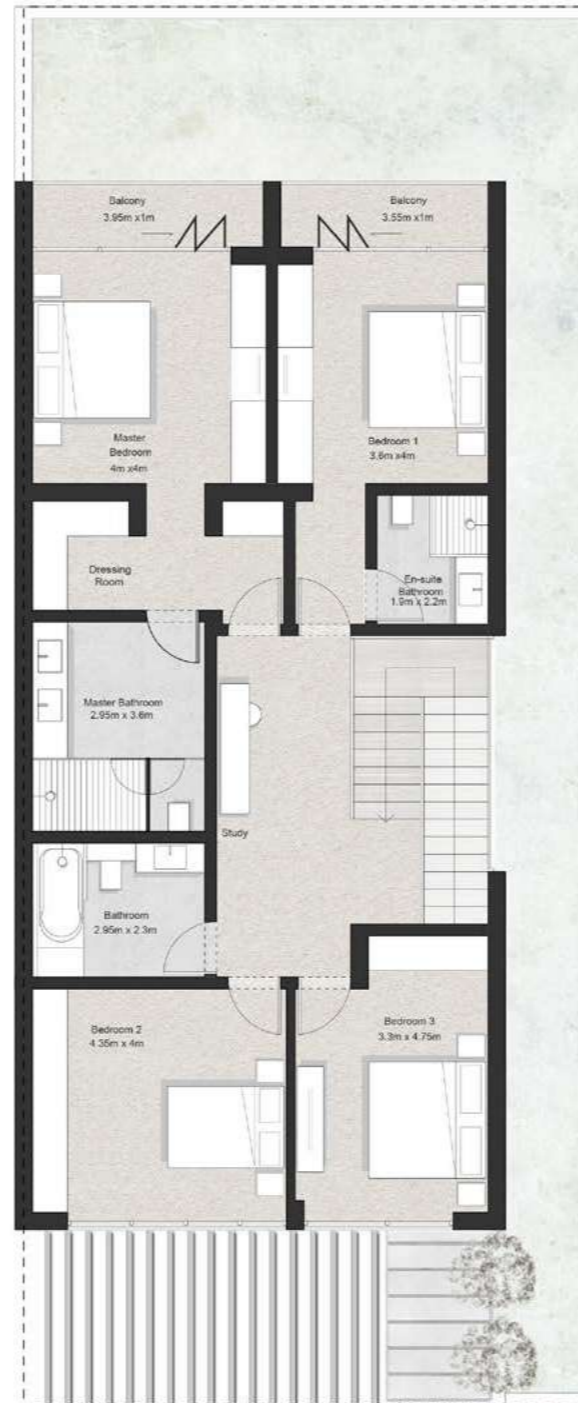 Balcony
3.95m x1m
Balcony
3.55m x1m
Master
Bedroom
4m x4m
Bedroom 1
3.6m x4m
Dressing
Room
En-suite
Bathroom
1.9m x 2.2m
Master Bathroom
2.95m x 3.6m
Study
Bathroom
2.95m x 2.3m
Bedroom 2
4.35m x 4m
Bedroom 3
3.3m x 4.75m